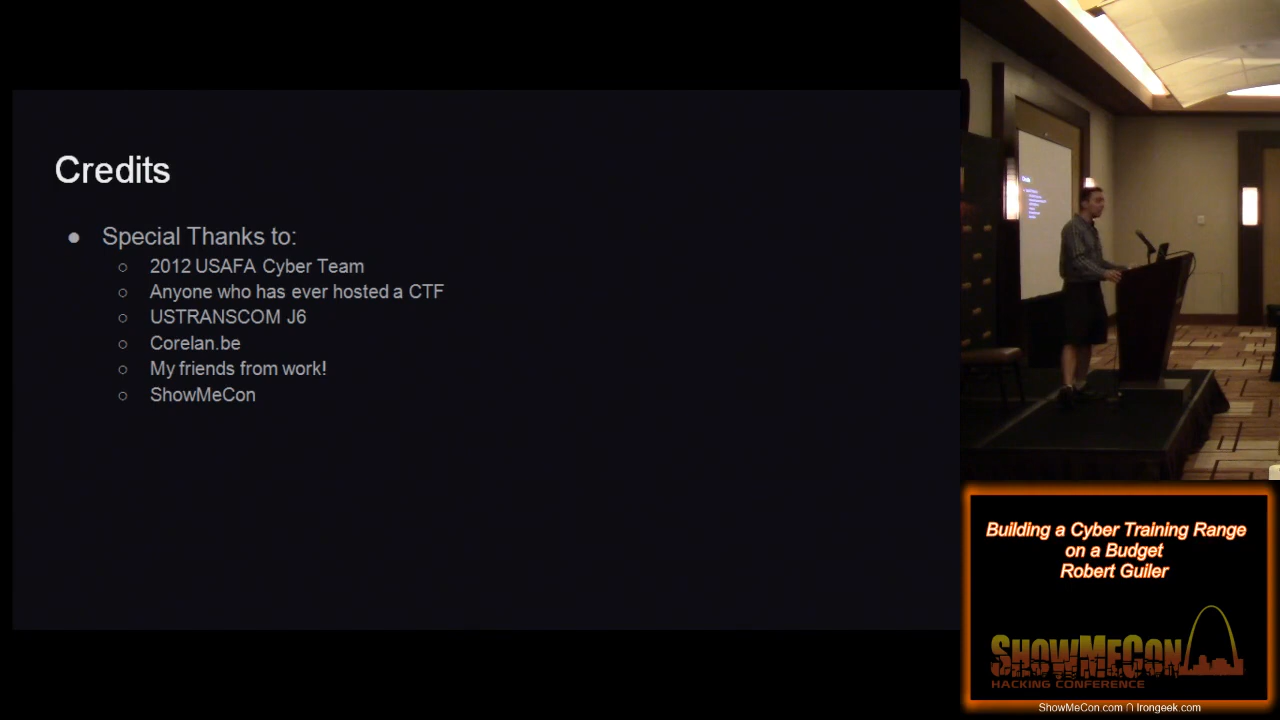 Credits
● Special Thanks to:
○ 2012 USAFA Cyber Team
○ Anyone who has ever hosted a CTF
○ USTRANSCOM J6
○ Corelan.be
○ My friends from work!
○ ShowMeCon
Building a Cyber Training Range
on a Budget
Robert Guiler
SHOWMECON
HACKING CONFERENCE
ShowMeCon.com ∩ Irongeek.com